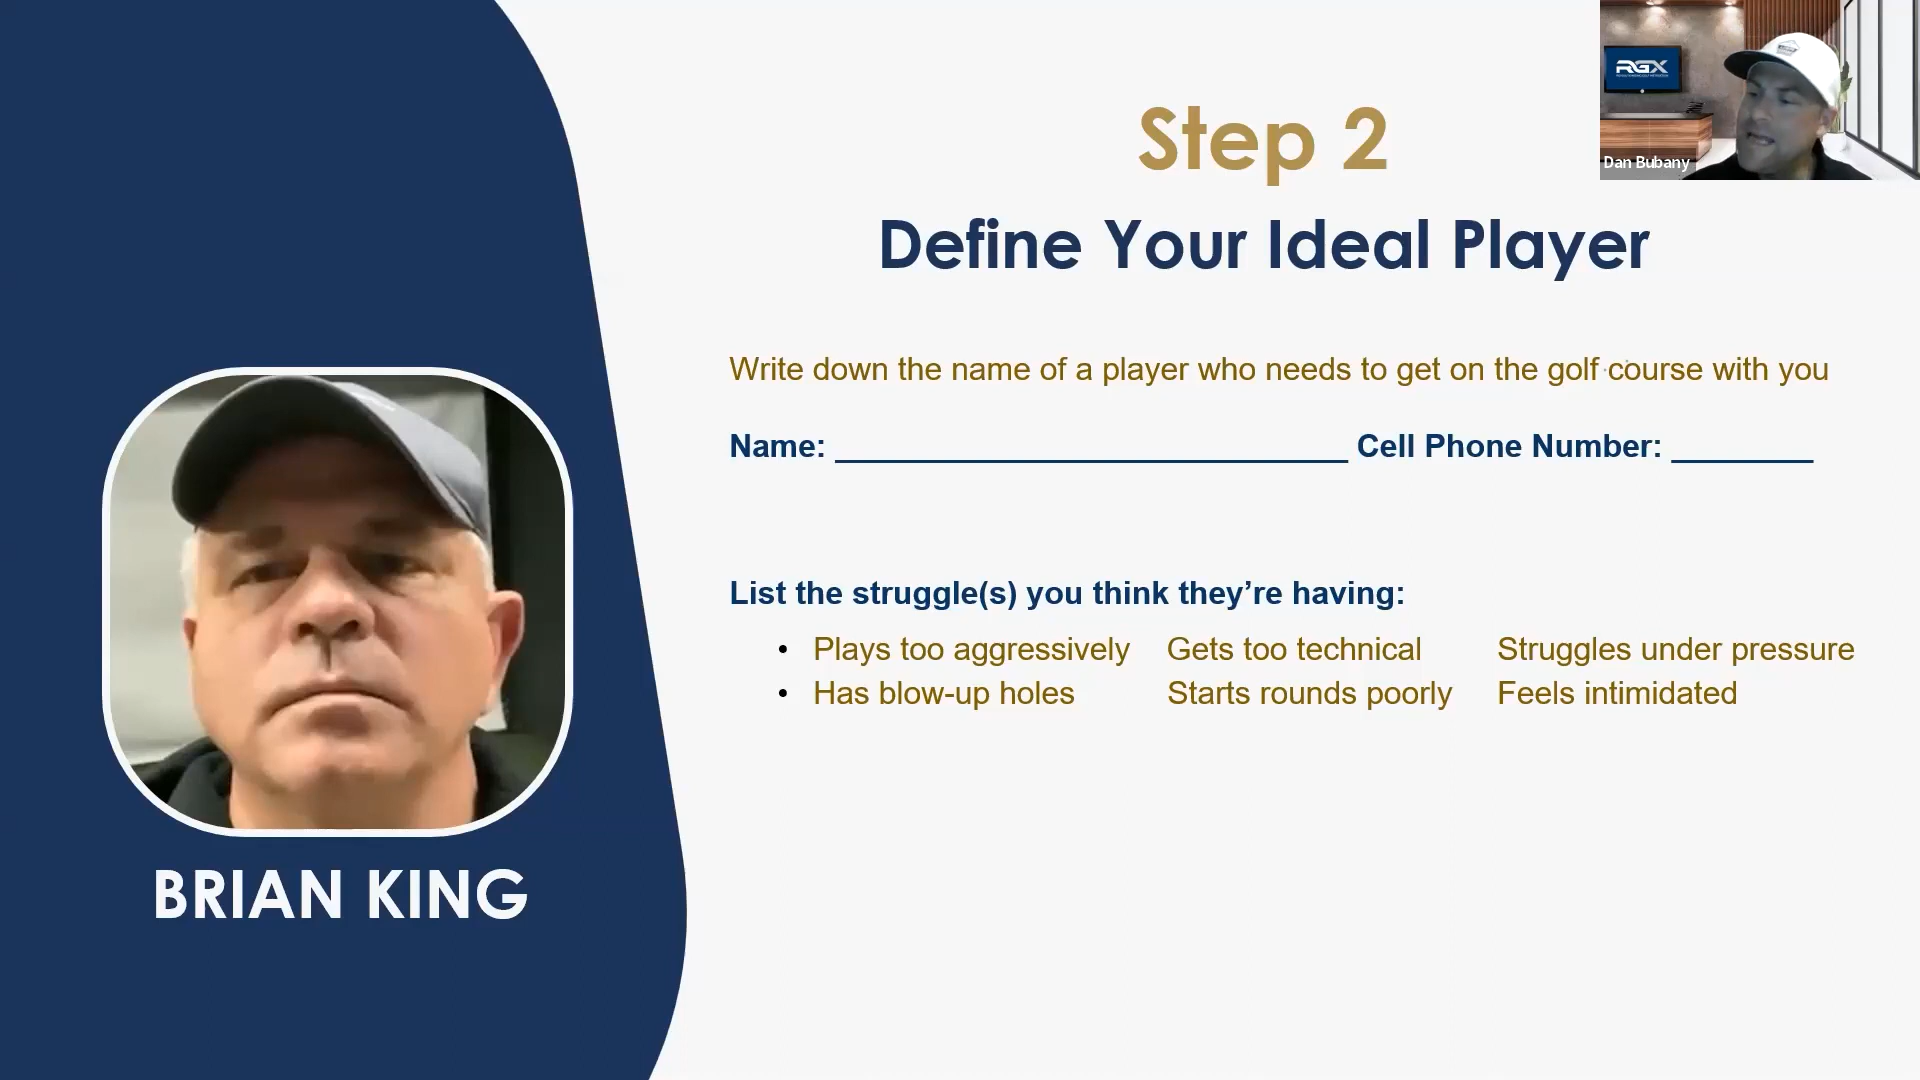 Step 2
RGX
Dan Bubany
Define Your Ideal Player
Write down the name of a player who needs to get on the golf course with you
Name: _____________________________ Cell Phone Number: ________
List the struggle(s) you think they’re having:
• Plays too aggressively Gets too technical Struggles under pressure
• Has blow-up holes Starts rounds poorly Feels intimidated
BRIAN KING